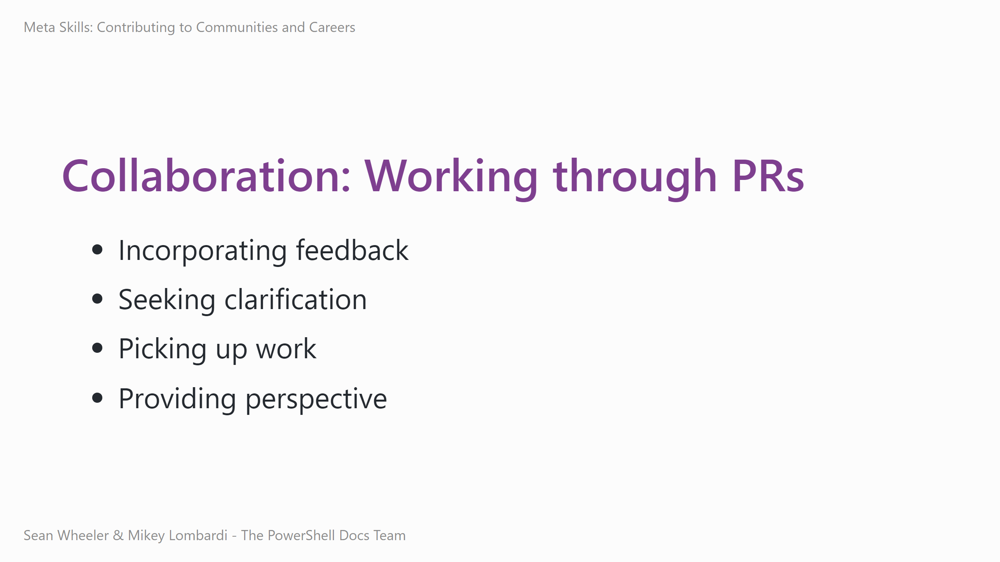 Meta Skills: Contributing to Communities and Careers
Collaboration: Working through PRs
• Incorporating feedback
• Seeking clarification
• Picking up work
• Providing perspective
Sean Wheeler & Mikey Lombardi - The PowerShell Docs Team